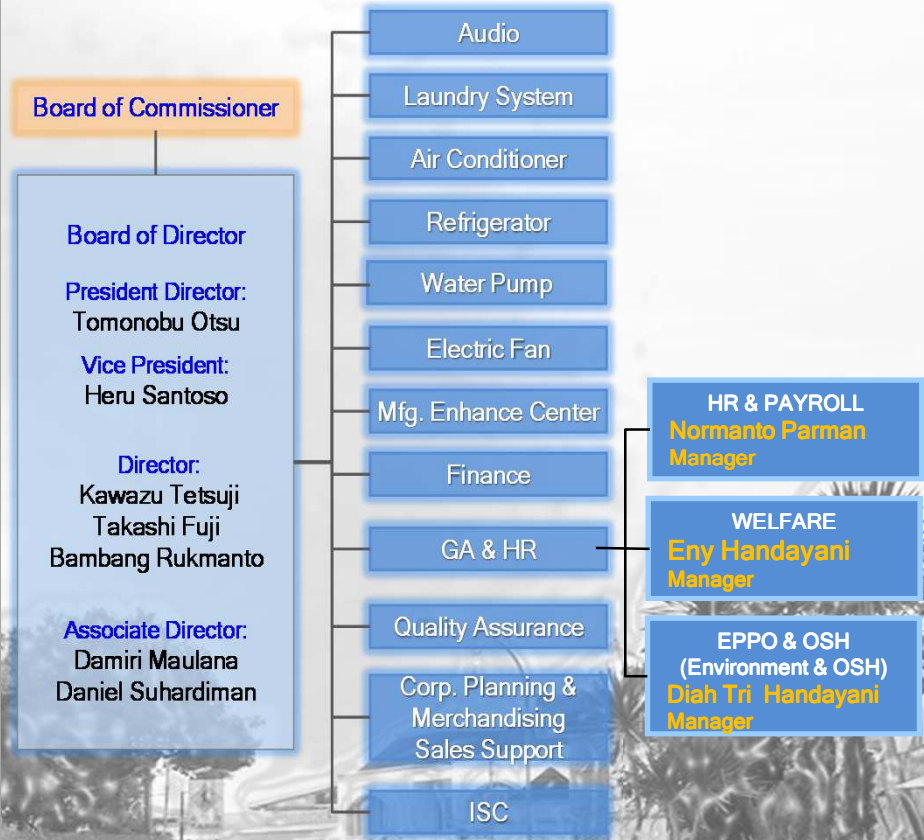 Board of Commissioner
Board of Director
President Director:
Tomonobu Otsu
Vice President:
Heru Santoso
Director:
Kawazu Tetsuji
Takashi Fuji
Bambang Rukmanto
Associate Director:
Damiri Maulana
Daniel Suhardiman
Audio
Laundry System
Air Conditioner
Refrigerator
Water Pump
Electric Fan
Mfg. Enhance Center
Finance
GA & HR
Quality Assurance
Corp. Planning &
Merchandising
Sales Support
ISC
HR & PAYROLL
Normanto Parman
Manager
WELFARE
Eny Handayani
Manager
EPPO & OSH
(Environment & OSH)
Diah Tri Handayani
Manager